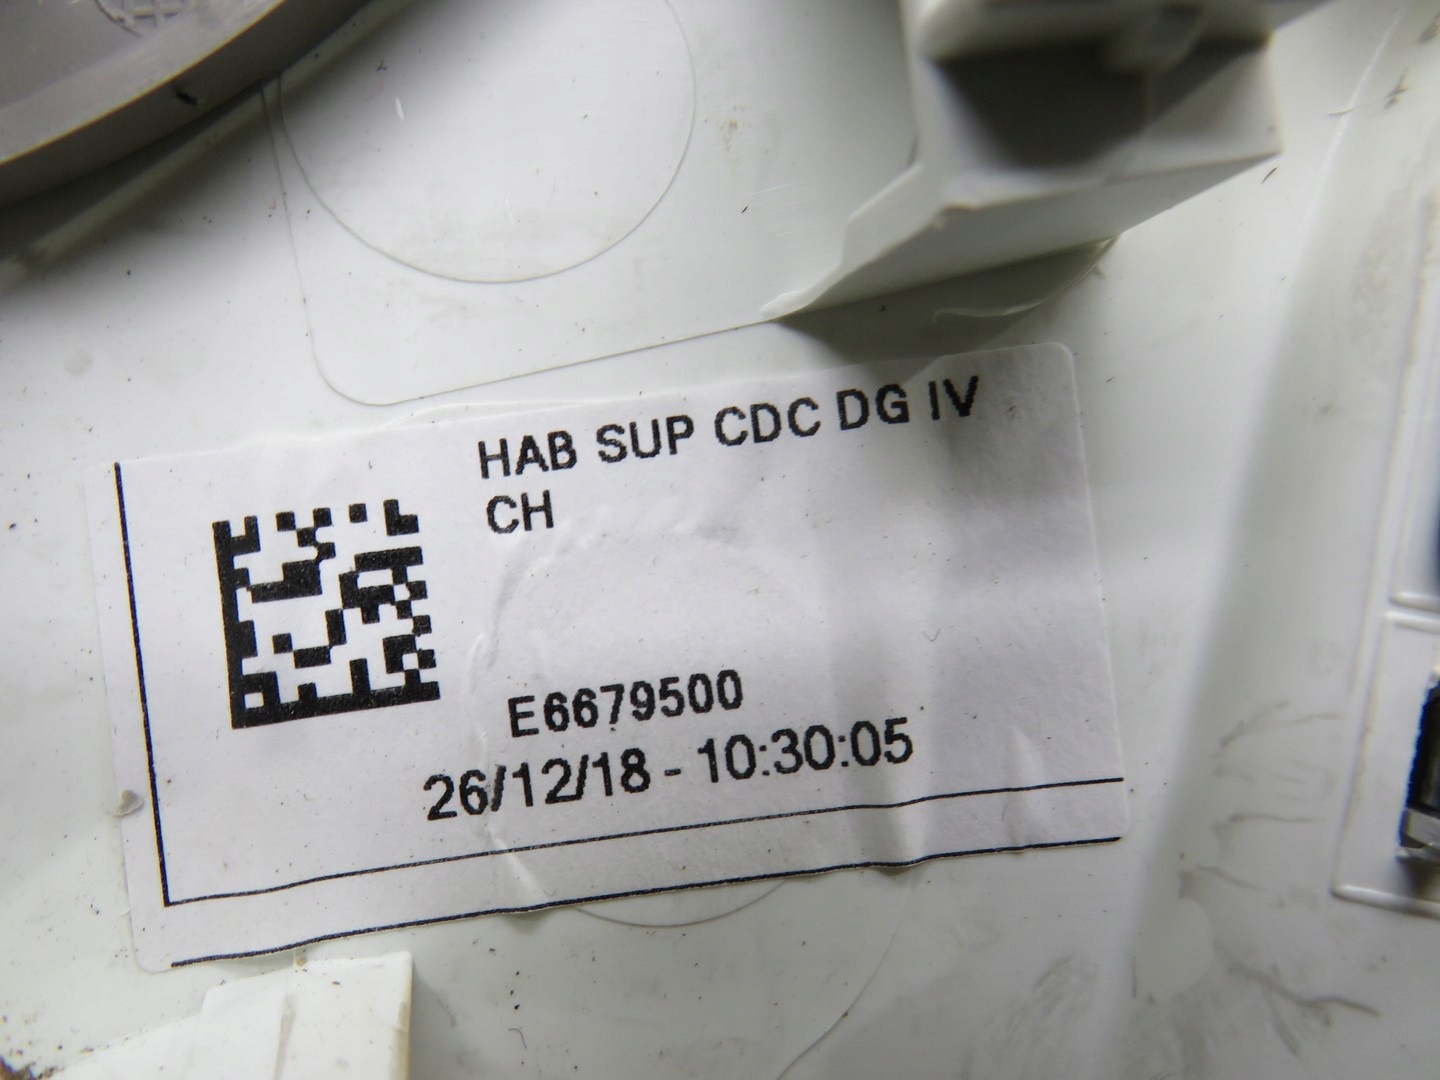 HAB SUP CDC DG IV
CH
E6679500
26/12/18 - 10:30:05